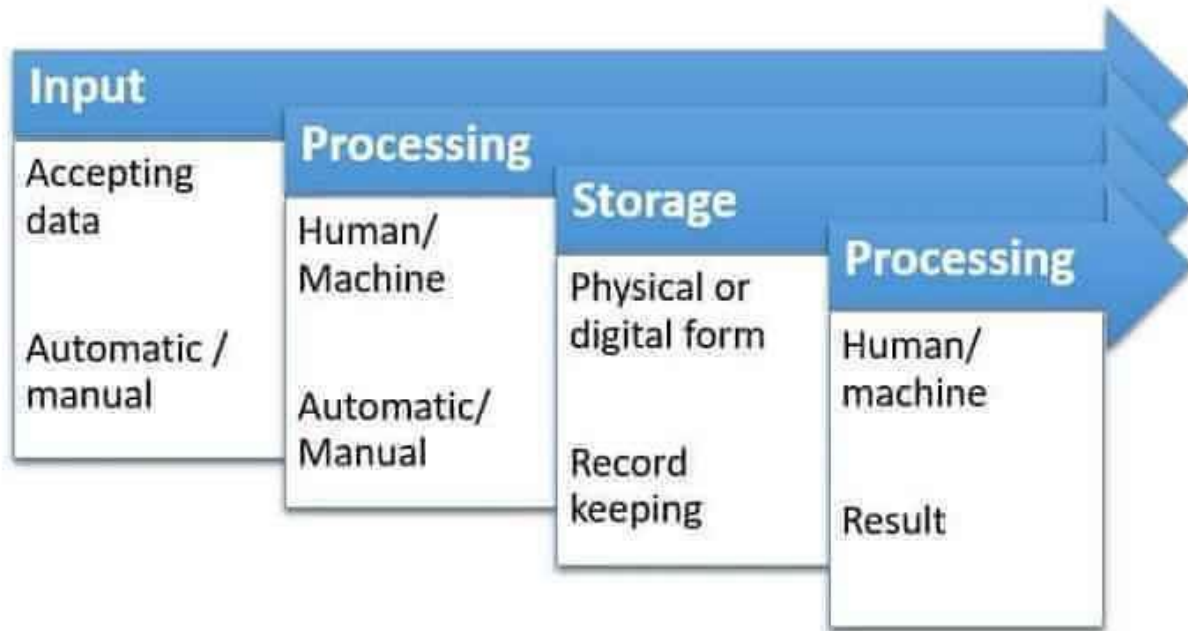 Input
Accepting
data
Automatic /
manual
Processing
Human/
Machine
Automatic/
Manual
Storage
Physical or
digital form
Record
keeping
Processing
Human/
machine
Result